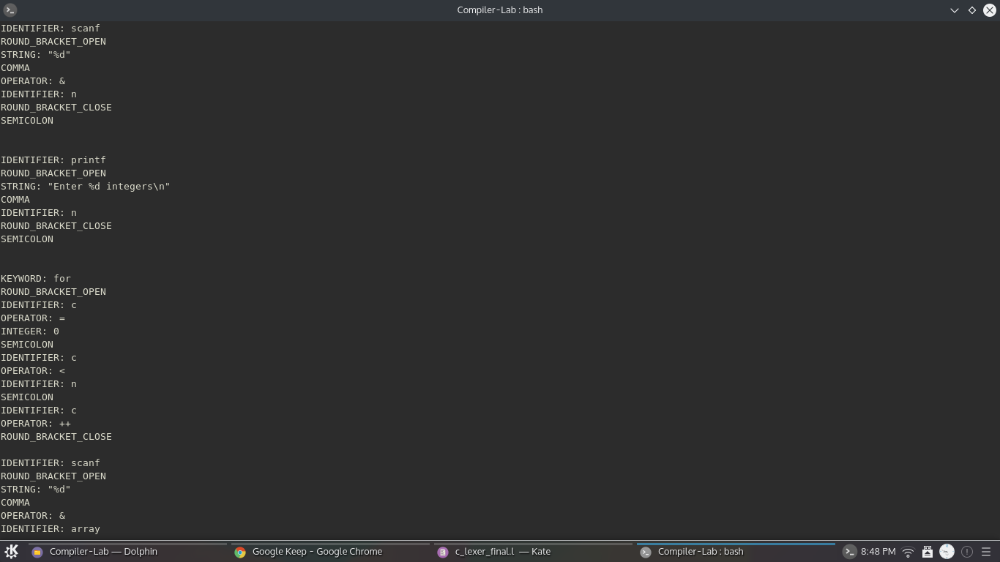 Compiler-Lab : bash
IDENTIFIER: scanf
ROUND_BRACKET_OPEN
STRING: "%d"
COMMA
OPERATOR: &
IDENTIFIER: n
ROUND_BRACKET_CLOSE
SEMICOLON
IDENTIFIER: printf
ROUND_BRACKET_OPEN
STRING: "Enter %d integers\n"
COMMA
IDENTIFIER: n
ROUND_BRACKET_CLOSE
SEMICOLON
KEYWORD: for
ROUND_BRACKET_OPEN
IDENTIFIER: c
OPERATOR: =
INTEGER: 0
SEMICOLON
IDENTIFIER: c
OPERATOR: <
IDENTIFIER: n
SEMICOLON
IDENTIFIER: c
OPERATOR: ++
ROUND_BRACKET_CLOSE
IDENTIFIER: scanf
ROUND_BRACKET_OPEN
STRING: "%d"
COMMA
OPERATOR: &
IDENTIFIER: array
Compiler-Lab — Dolphin Google Keep - Google Chrome c_lexer_final.l — Kate Compiler-Lab : bash 8:48 PM